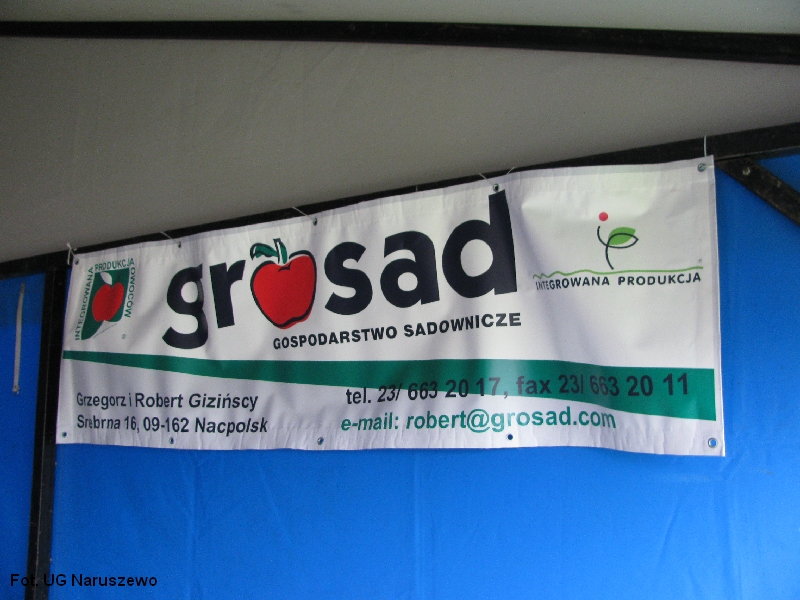 INTEGROWANA PRODUKCJA OWOCÓW
grosad
GOSPODARSTWO SADOWNICZE
INTEGROWANA PRODUKCJA
Grzegorz i Robert Gizińscy
Srebrna 16, 09-162 Nacpolsk
tel. 23/ 663 20 17, fax 23/ 663 20 11
e-mail: robert@grosad.com
Fot. UG Naruszewo